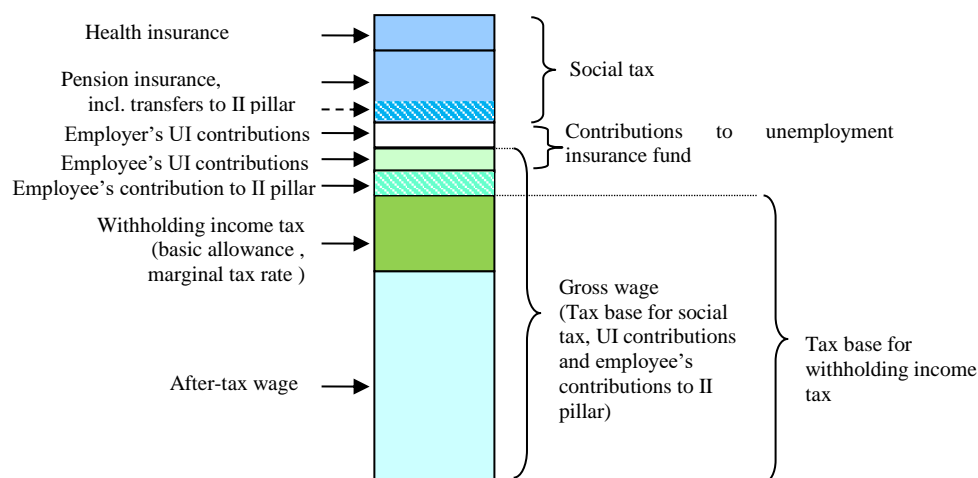 Health insurance
Pension insurance,
incl. transfers to II pillar
Employer's UI contributions
Employee's UI contributions
Employee's contribution to II pillar
Withholding income tax
(basic allowance ,
marginal tax rate )
After-tax wage
Social tax
Contributions to unemployment
insurance fund
Gross wage
(Tax base for social
tax, UI contributions
and employee's
contributions to II
pillar)
Tax base for
withholding income
tax